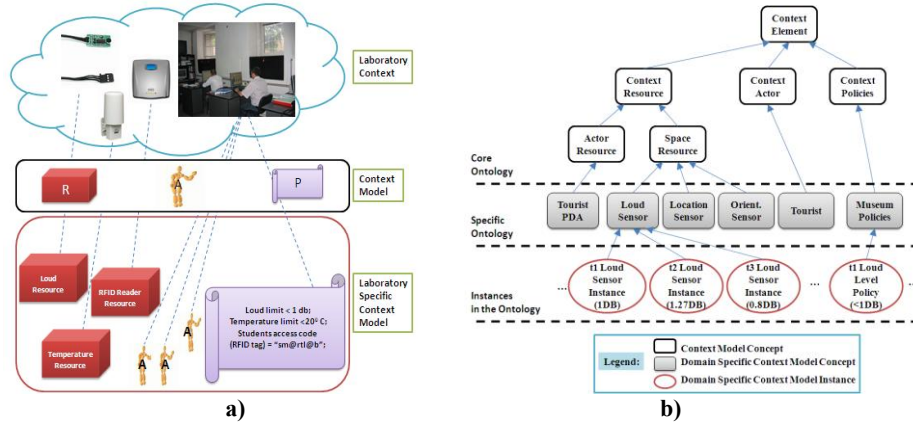 Laboratory
Context
R
A
P
Context
Model
Loud
Resource
RFID Reader
Resource
Temperature
Resource
A
A
A
Loud limit < 1 db;
Temperature limit <20⁰ C;
Students access code
(RFID tag) = "sm@rtl@b";
Laboratory
Specific
Context
Model
a)
Context
Element
Context
Resource
Context
Actor
Context
Policies
Actor
Resource
Space
Resource
Core
Ontology
Tourist
PDA
Loud
Sensor
Location
Sensor
Orient.
Sensor
Tourist
Museum
Policies
Specific
Ontology
t1 Loud
Sensor
Instance
(1DB)
t2 Loud
Sensor
Instance
(1.27DB)
t3 Loud
Sensor
Instance
(0.8DB)
t1 Loud
Level
Policy
(<1DB)
...
...
...
Instances
in the Ontology
Legend:
Context Model Concept
Domain Specific Context Model Concept
Domain Specific Context Model Instance
b)